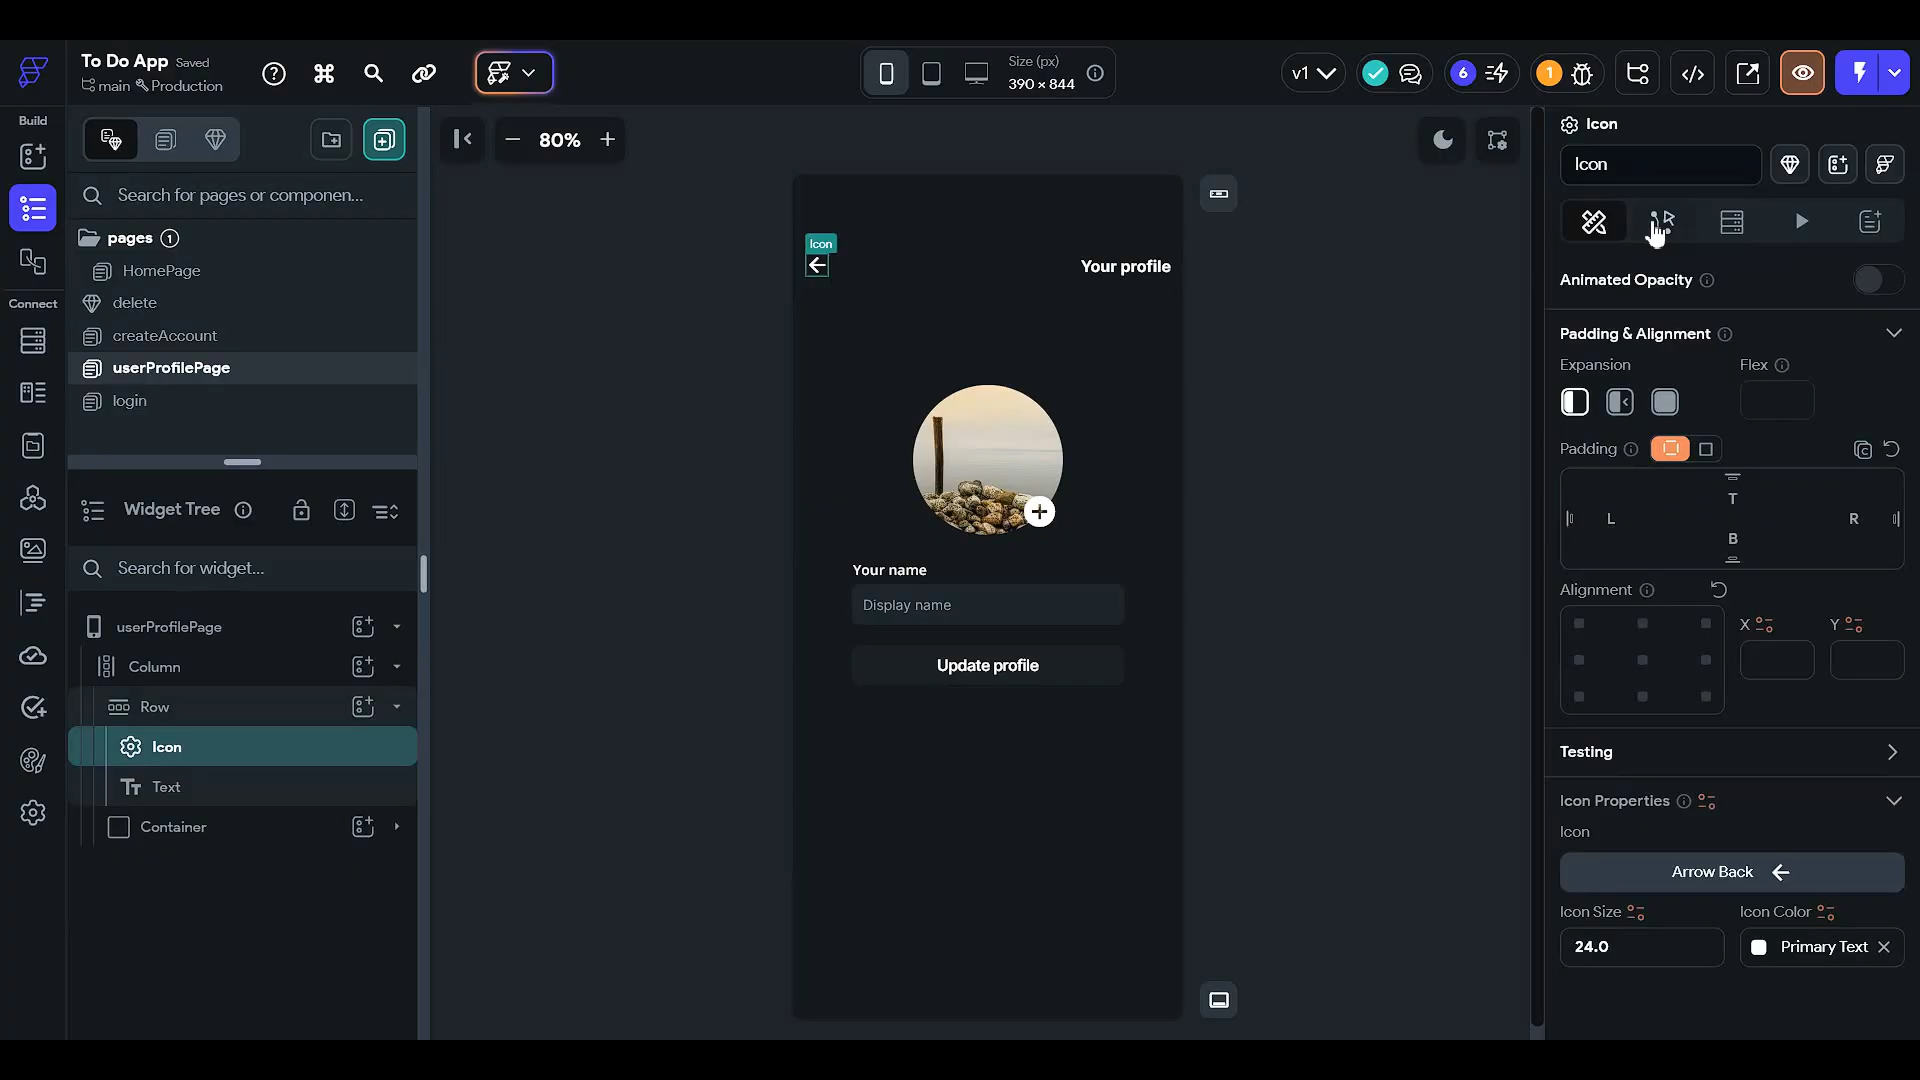 To Do App Saved
main Production
v1
6
1
Size (px)
390 × 844
Build
Connect
Search for pages or componen...
pages 1
HomePage
delete
createAccount
userProfilePage
login
Widget Tree
Search for widget...
userProfilePage
Column
Row
Icon
Text
Container
80%
Icon
Your profile
Your name
Display name
Update profile
Icon
Icon
Animated Opacity
Padding & Alignment
Expansion
Flex
Padding
T
L
R
B
Alignment
X
Y
Testing
Icon Properties
Icon
Arrow Back
Icon Size
Icon Color
24.0
Primary Text